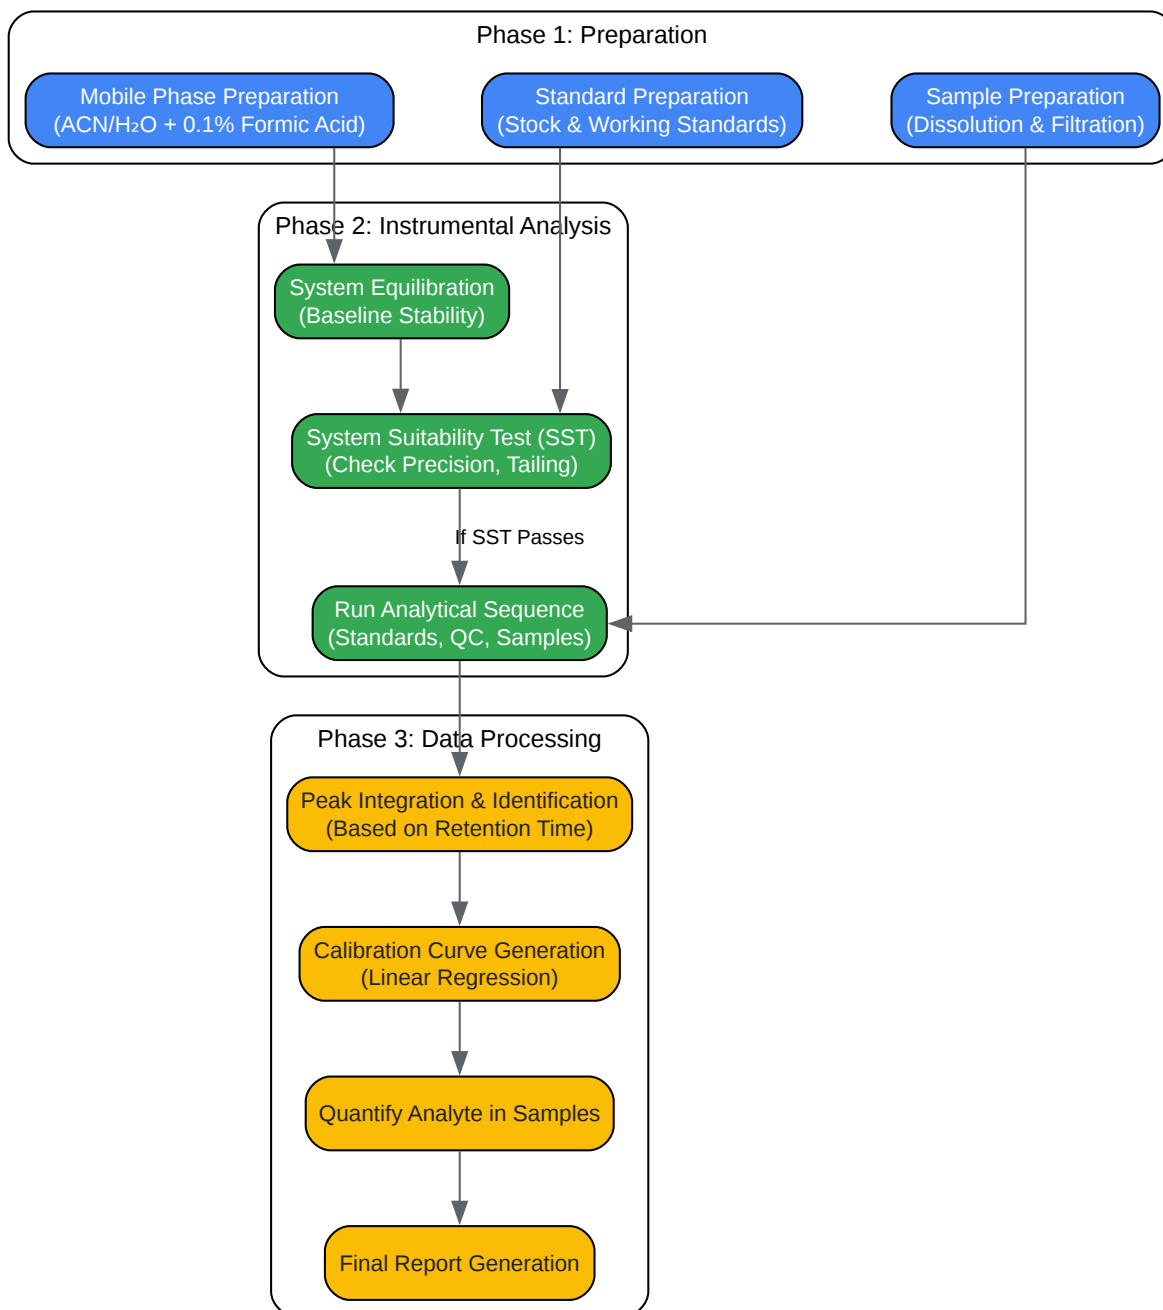 Phase 1: Preparation
Mobile Phase Preparation
(ACN/H₂O + 0.1% Formic Acid)
Standard Preparation
(Stock & Working Standards)
Sample Preparation
(Dissolution & Filtration)
Phase 2: Instrumental Analysis
System Equilibration
(Baseline Stability)
System Suitability Test (SST)
(Check Precision, Tailing)
If SST Passes
Run Analytical Sequence
(Standards, QC, Samples)
Phase 3: Data Processing
Peak Integration & Identification
(Based on Retention Time)
Calibration Curve Generation
(Linear Regression)
Quantify Analyte in Samples
Final Report Generation